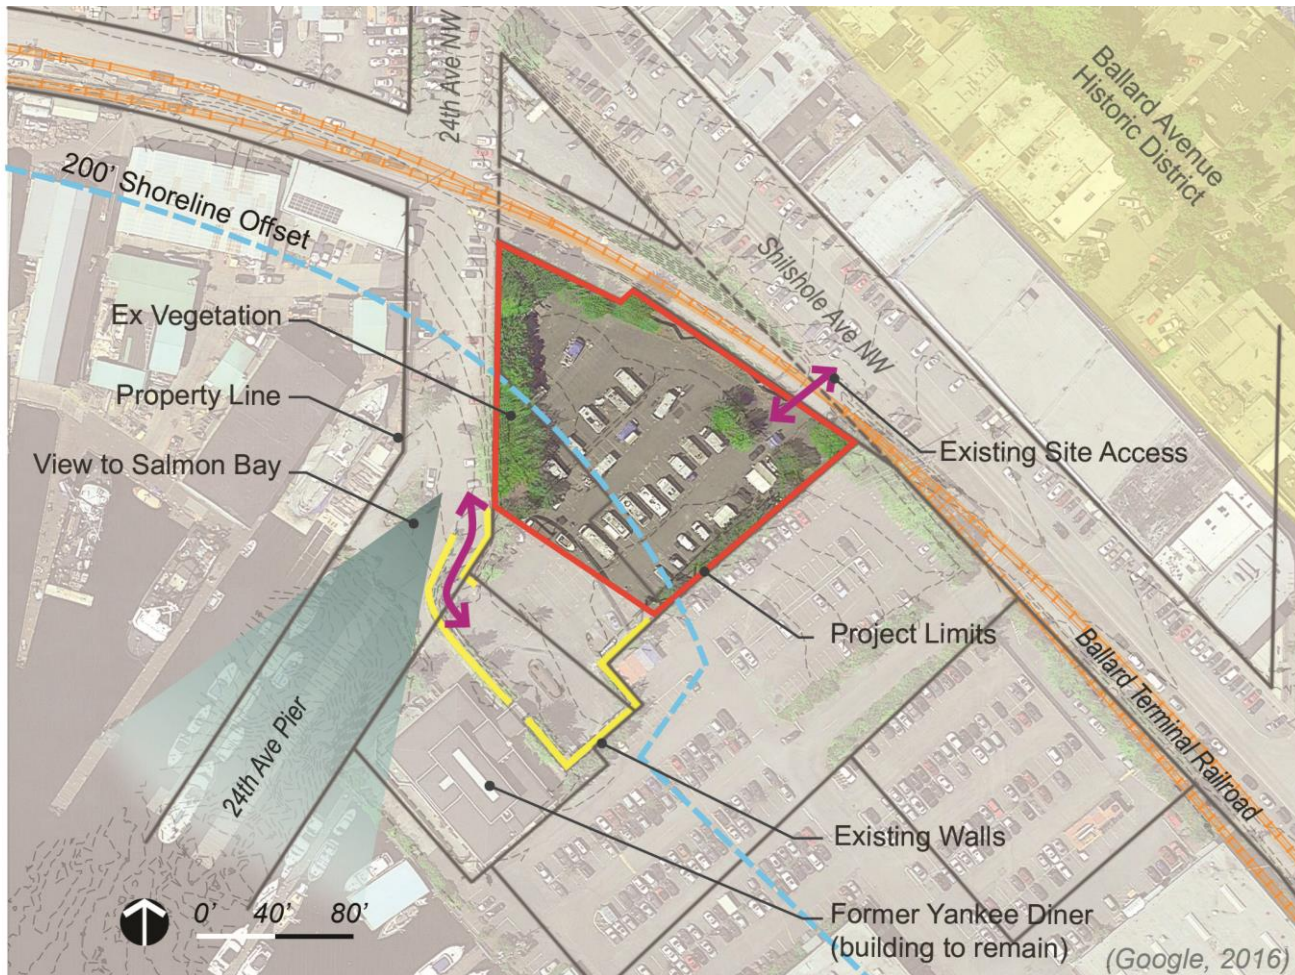 24th Ave NW
Ballard Avenue
Historic District
200' Shoreline Offset
Shilshole Ave NW
Ex Vegetation
Property Line
View to Salmon Bay
Existing Site Access
Project Limits
24th Ave Pier
Ballard Terminal Railroad
Existing Walls
Former Yankee Diner
(building to remain)
0' 40' 80'
(Google, 2016)